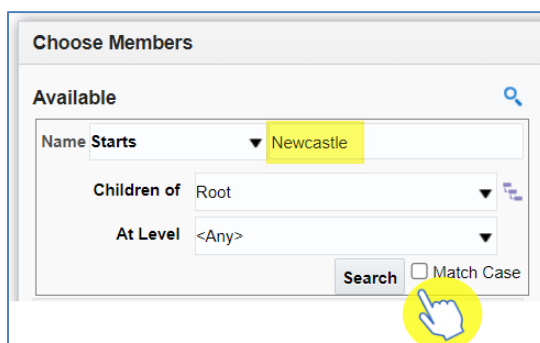 Choose Members
Available
Name Starts Newcastle
Children of Root
At Level <Any>
Search Match Case